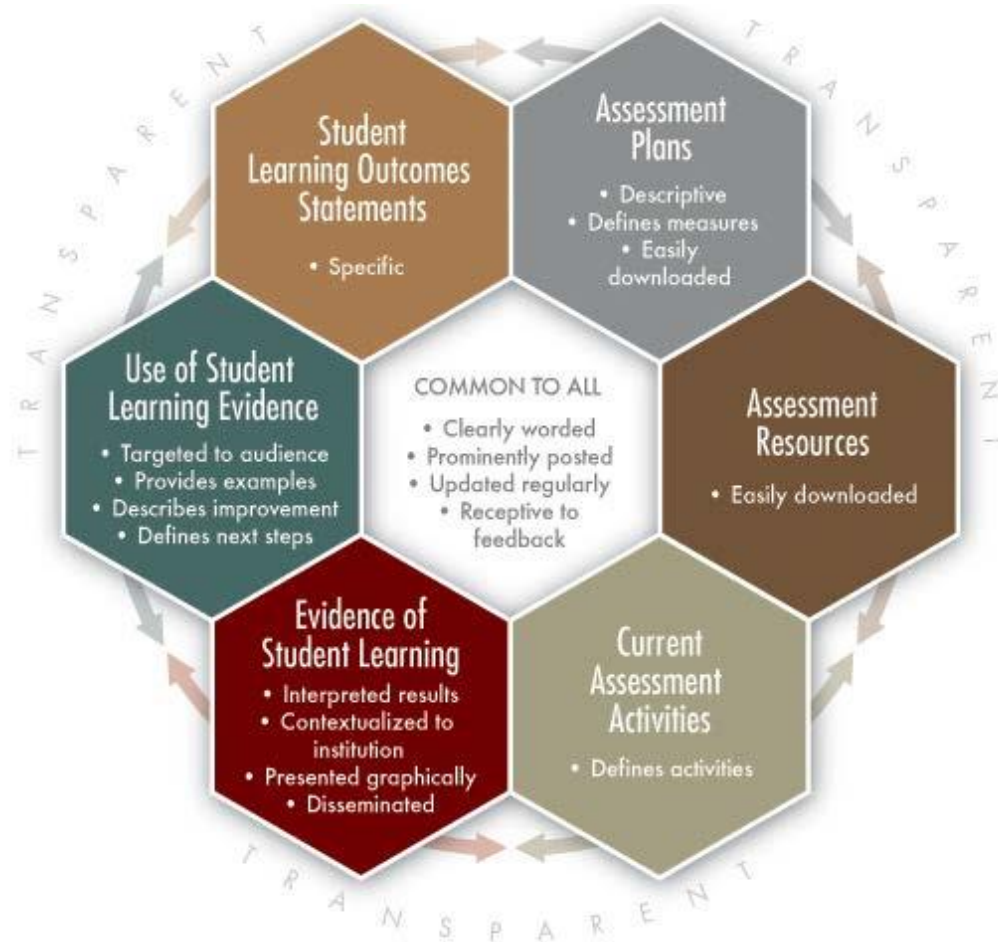 TRANSPARENT
TRANSPARENT
Student
Learning Outcomes
Statements
• Specific
Assessment
Plans
• Descriptive
• Defines measures
• Easily
downloaded
Use of Student
Learning Evidence
• Targeted to audience
• Provides examples
• Describes improvement
• Defines next steps
COMMON TO ALL
• Clearly worded
• Prominently posted
• Updated regularly
• Receptive to
feedback
Assessment
Resources
• Easily downloaded
Evidence of
Student Learning
• Interpreted results
• Contextualized to
institution
• Presented graphically
• Disseminated
Current
Assessment
Activities
• Defines activities
TRANSPARENT